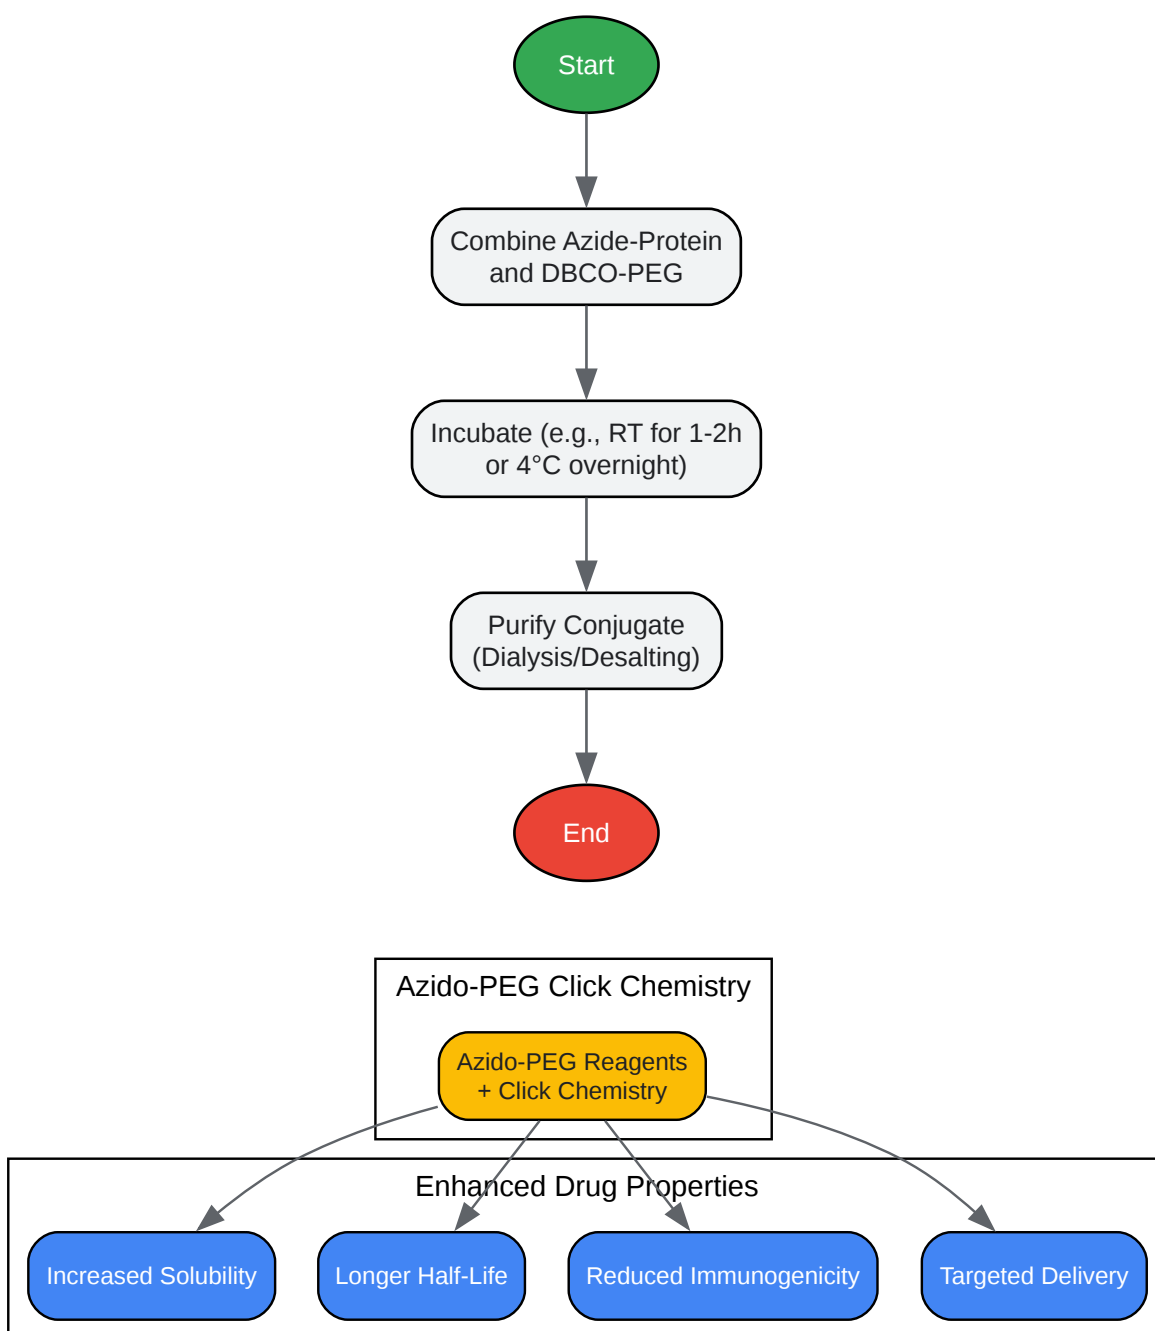 Start
Combine Azide-Protein
and DBCO-PEG
Incubate (e.g., RT for 1-2h
or 4°C overnight)
Purify Conjugate
(Dialysis/Desalting)
End
Azido-PEG Click Chemistry
Azido-PEG Reagents
+ Click Chemistry
Enhanced Drug Properties
Increased Solubility
Longer Half-Life
Reduced Immunogenicity
Targeted Delivery